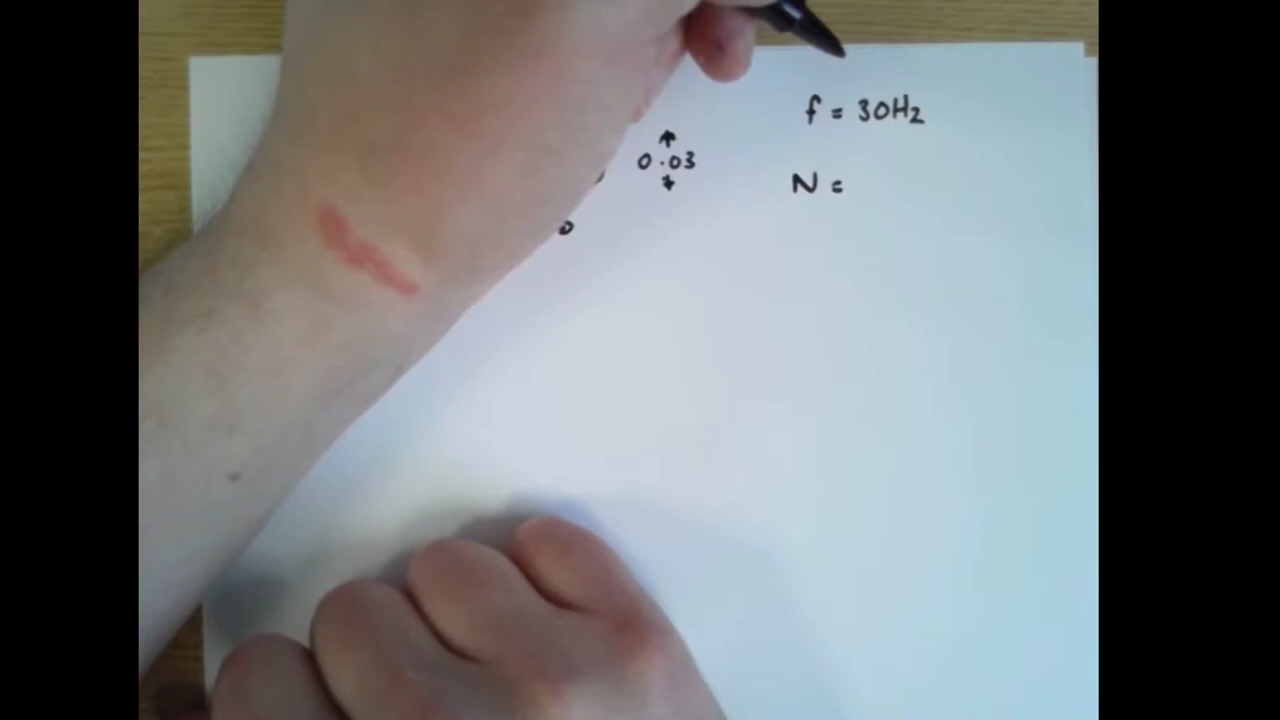 f = 30Hz
0.03
N =